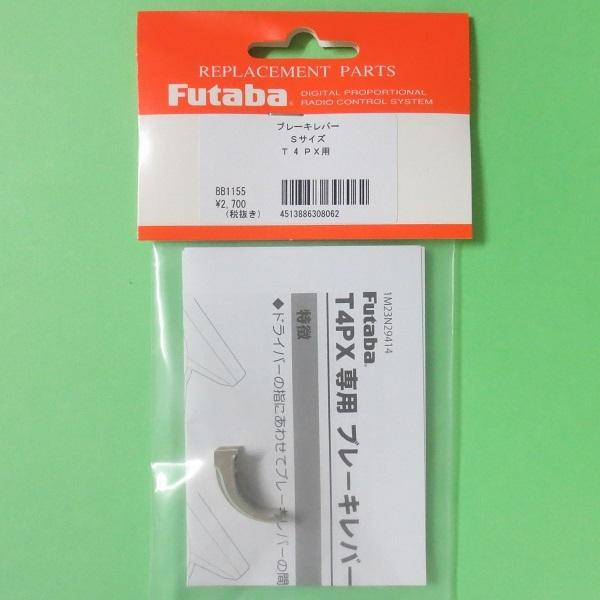 REPLACEMENT PARTS
Futaba®
DIGITAL PROPORTIONAL
RADIO CONTROL SYSTEM
ブレーキレバー
Sサイズ
T4PX用
BB1155
¥2,700
(税抜き)
4513886308062
1M23N29414
Futaba®
T4PX 専用 ブレーキレバー
特徴
◆ドライバーの指にあわせてブレーキレバーの間